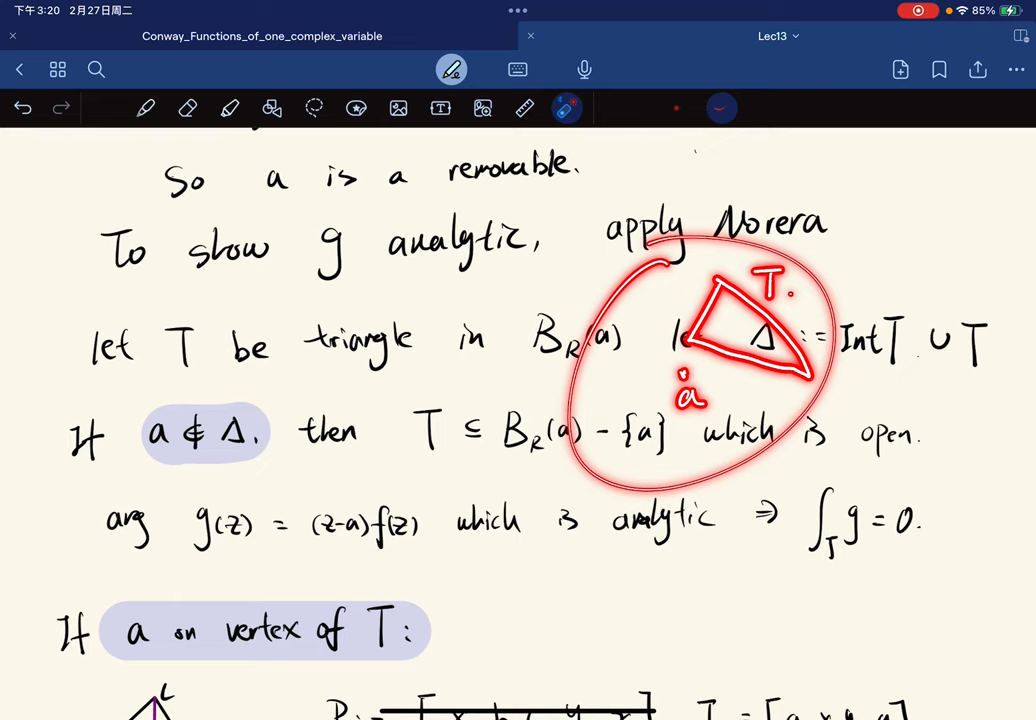 下午3:20 2月27日周二
85%
Conway_Functions_of_one_complex_variable
Lec13
So a is a removable.
To show g analytic, apply Morera
T.
let T be triangle in B_R(a) Δ := Int T ∪ T
a
If a ∉ Δ, then T ⊆ B_R(a) - {a} which is open.
g(z) = (z-a)f(z) which is analytic ⇒ ∫_T g = 0.
If a on vertex of T: